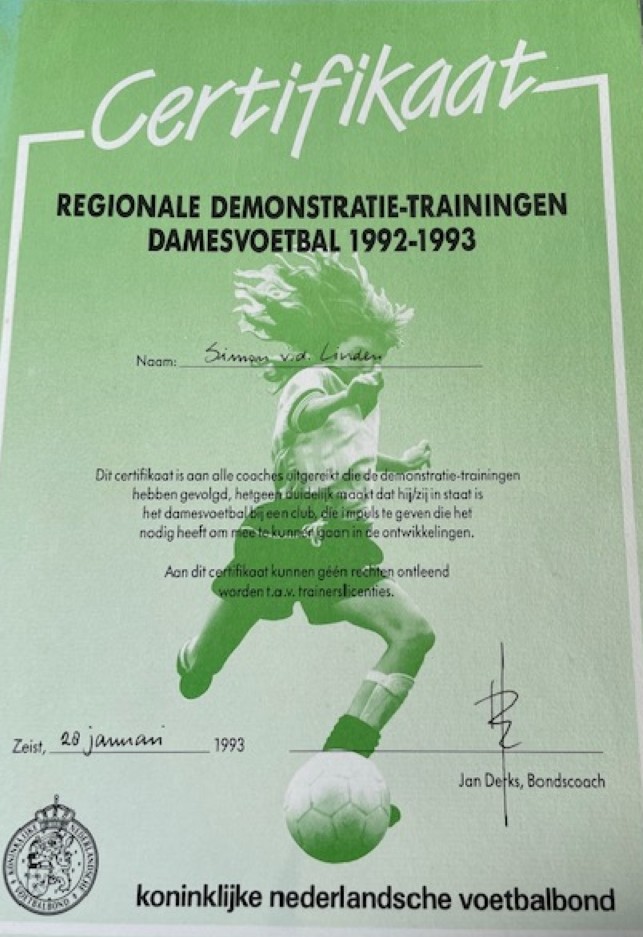 Certifikaat
REGIONALE DEMONSTRATIE-TRAININGEN
DAMESVOETBAL 1992-1993
Naam: Simon v.d. Linden
Dit certifikaat is aan alle coaches uitgereikt die de demonstratie-trainingen
hebben gevolgd, hetgeen duidelijk maakt dat hij/zij in staat is
het damesvoetbal bij een club, die impuls te geven die het
nodig heeft om mee te kunnen gaan in de ontwikkelingen.
Aan dit certifikaat kunnen géén rechten ontleend
worden t.a.v. trainerslicenties.
Zeist, 28 januari 1993
Jan Derks, Bondscoach
KONINKLIJKE NEDERLANDSCHE VOETBALBOND
koninklijke nederlandsche voetbalbond